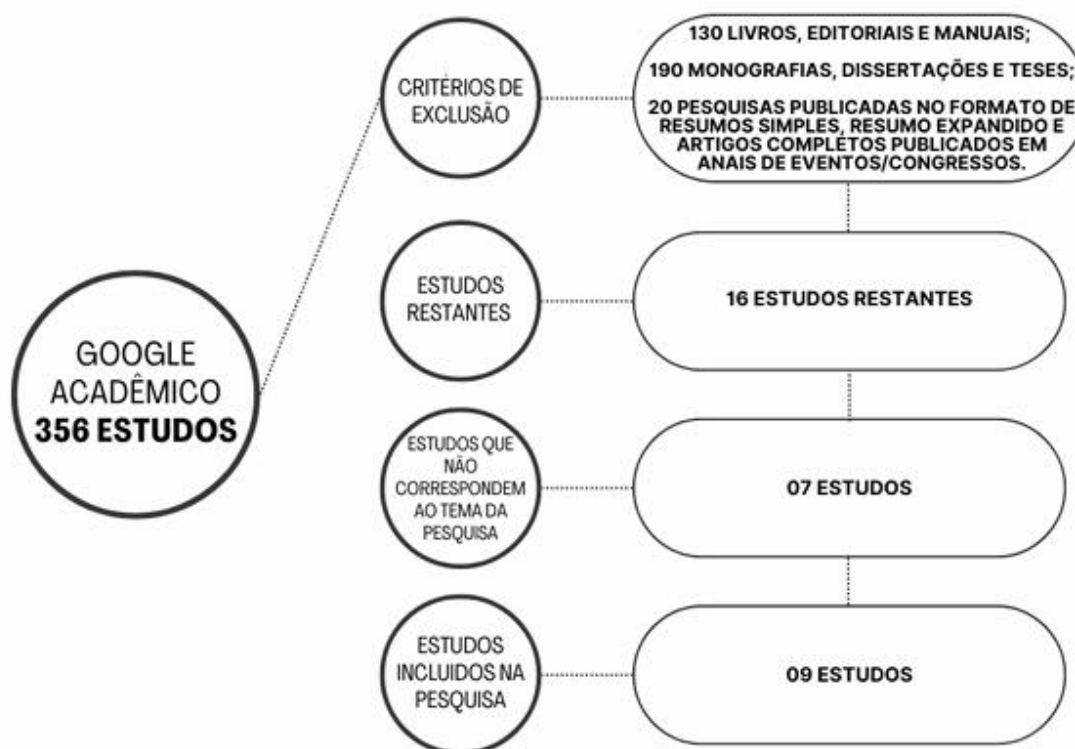 GOOGLE
ACADÊMICO
356 ESTUDOS
CRITÉRIOS DE
EXCLUSÃO
130 LIVROS, EDITORIAIS E MANUAIS;
190 MONOGRAFIAS, DISSERTAÇÕES E TESES;
20 PESQUISAS PUBLICADAS NO FORMATO DE
RESUMOS SIMPLES, RESUMO EXPANDIDO E
ARTIGOS COMPLETOS PUBLICADOS EM
ANAIS DE EVENTOS/CONGRESSOS.
ESTUDOS
RESTANTES
16 ESTUDOS RESTANTES
ESTUDOS QUE
NÃO
CORRESPONDEM
AO TEMA DA
PESQUISA
07 ESTUDOS
ESTUDOS
INCLUIDOS NA
PESQUISA
09 ESTUDOS